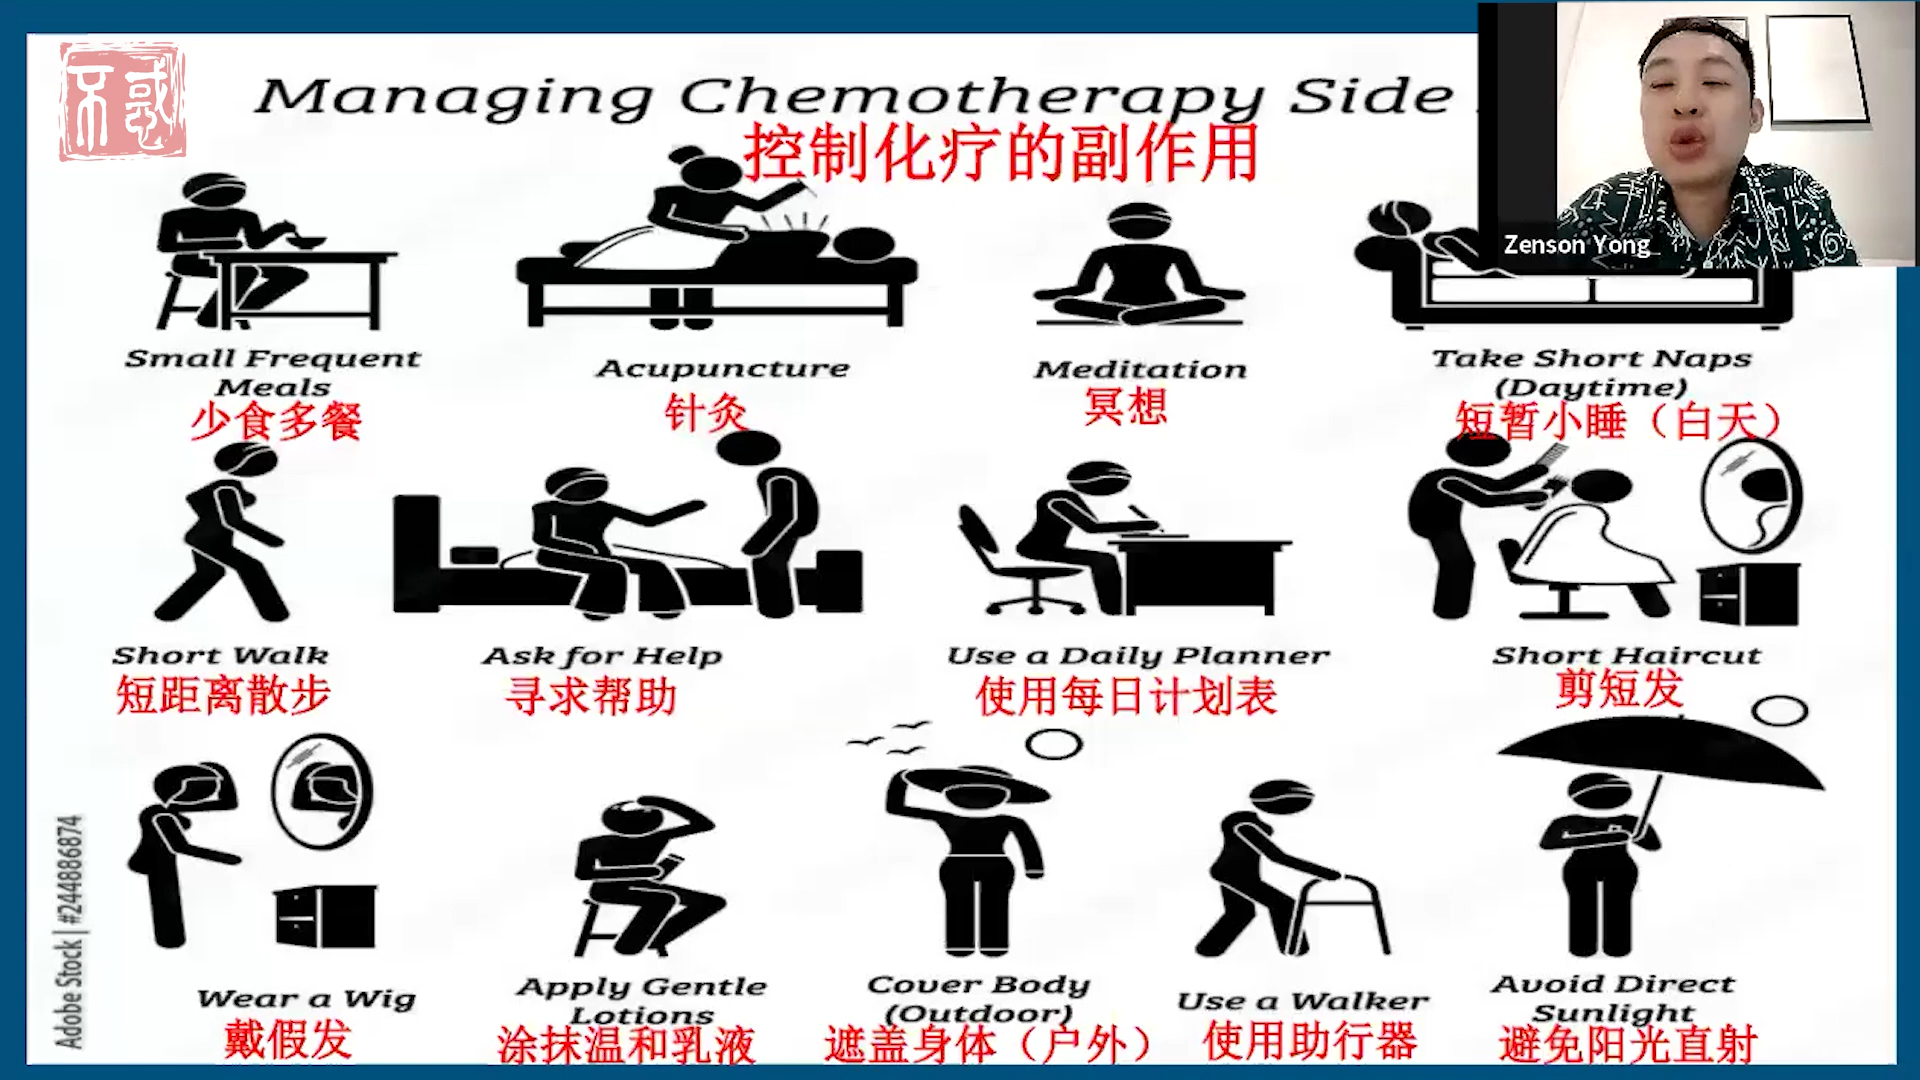 不惑
Managing Chemotherapy Side
控制化疗的副作用
Zenson Yong
Small Frequent
Meals
少食多餐
Acupuncture
针灸
Meditation
冥想
Take Short Naps
(Daytime)
短暂小睡（白天）
Short Walk
短距离散步
Ask for Help
寻求帮助
Use a Daily Planner
使用每日计划表
Short Haircut
剪短发
Wear a Wig
戴假发
Apply Gentle
Lotions
涂抹温和乳液
Cover Body
(Outdoor)
遮盖身体（户外）
Use a Walker
使用助行器
Avoid Direct
Sunlight
避免阳光直射
Adobe Stock | #244886874